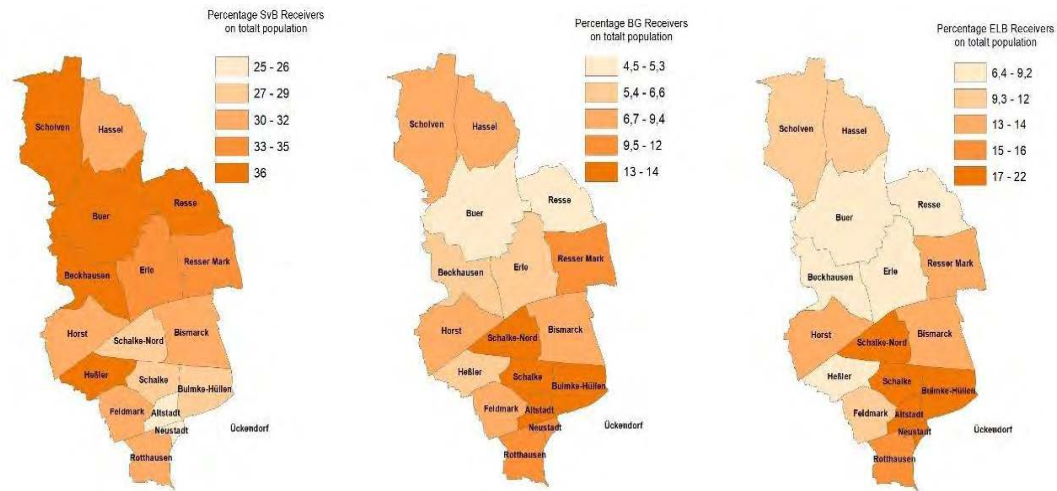 Percentage SvB Receivers
on totalt population
25 - 26
27 - 29
30 - 32
33 - 35
36
Scholven
Hassel
Buer
Resse
Beckhausen
Erle
Resser Mark
Horst
Schalke-Nord
Bismarck
Heßler
Schalke
Bulmke-Hüllen
Feldmark
Altstadt
Neustadt
Ückendorf
Rotthausen
Percentage BG Receivers
on totalt population
4,5 - 5,3
5,4 - 6,6
6,7 - 9,4
9,5 - 12
13 - 14
Scholven
Hassel
Buer
Resse
Beckhausen
Erle
Resser Mark
Horst
Schalke-Nord
Bismarck
Heßler
Schalke
Bulmke-Hüllen
Feldmark
Altstadt
Neustadt
Ückendorf
Rotthausen
Percentage ELB Receivers
on totalt population
6,4 - 9,2
9,3 - 12
13 - 14
15 - 16
17 - 22
Scholven
Hassel
Buer
Resse
Beckhausen
Erle
Resser Mark
Horst
Schalke-Nord
Bismarck
Heßler
Schalke
Bulmke-Hüllen
Feldmark
Altstadt
Neustadt
Ückendorf
Rotthausen